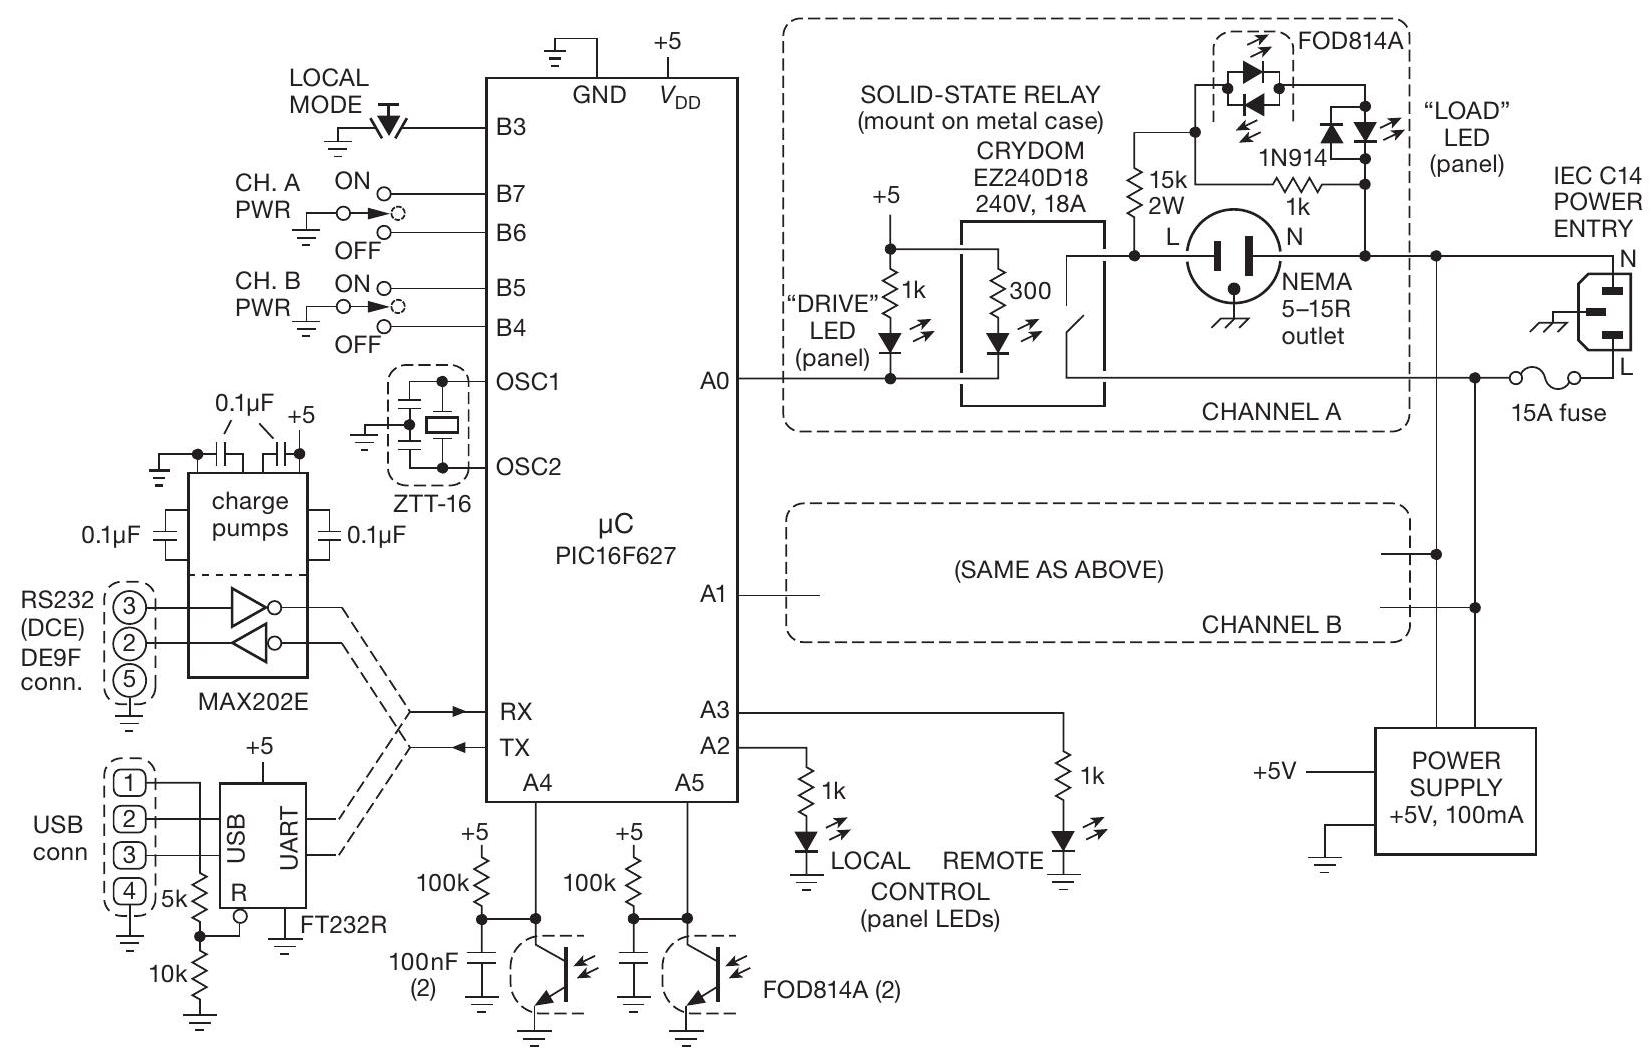 LOCAL
MODE
+5
GND
V_DD
B3
CH. A
PWR
ON
OFF
B7
B6
CH. B
PWR
ON
OFF
B5
B4
OSC1
OSC2
ZTT-16
µC
PIC16F627
A0
A1
A3
A2
RX
TX
A4
A5
0.1µF
+5
charge
pumps
0.1µF
0.1µF
RS232
(DCE)
DE9F
conn.
3
2
5
MAX202E
USB
conn
1
2
3
4
+5
USB
UART
R
5k
10k
FT232R
+5
100k
100nF
(2)
+5
100k
FOD814A (2)
1k
LOCAL
1k
REMOTE
CONTROL
(panel LEDs)
SOLID-STATE RELAY
(mount on metal case)
CRYDOM
EZ240D18
240V, 18A
+5
1k
300
“DRIVE”
LED
(panel)
FOD814A
“LOAD”
LED
(panel)
1N914
15k
2W
1k
L
N
NEMA
5–15R
outlet
CHANNEL A
IEC C14
POWER
ENTRY
N
L
15A fuse
(SAME AS ABOVE)
CHANNEL B
+5V
POWER
SUPPLY
+5V, 100mA